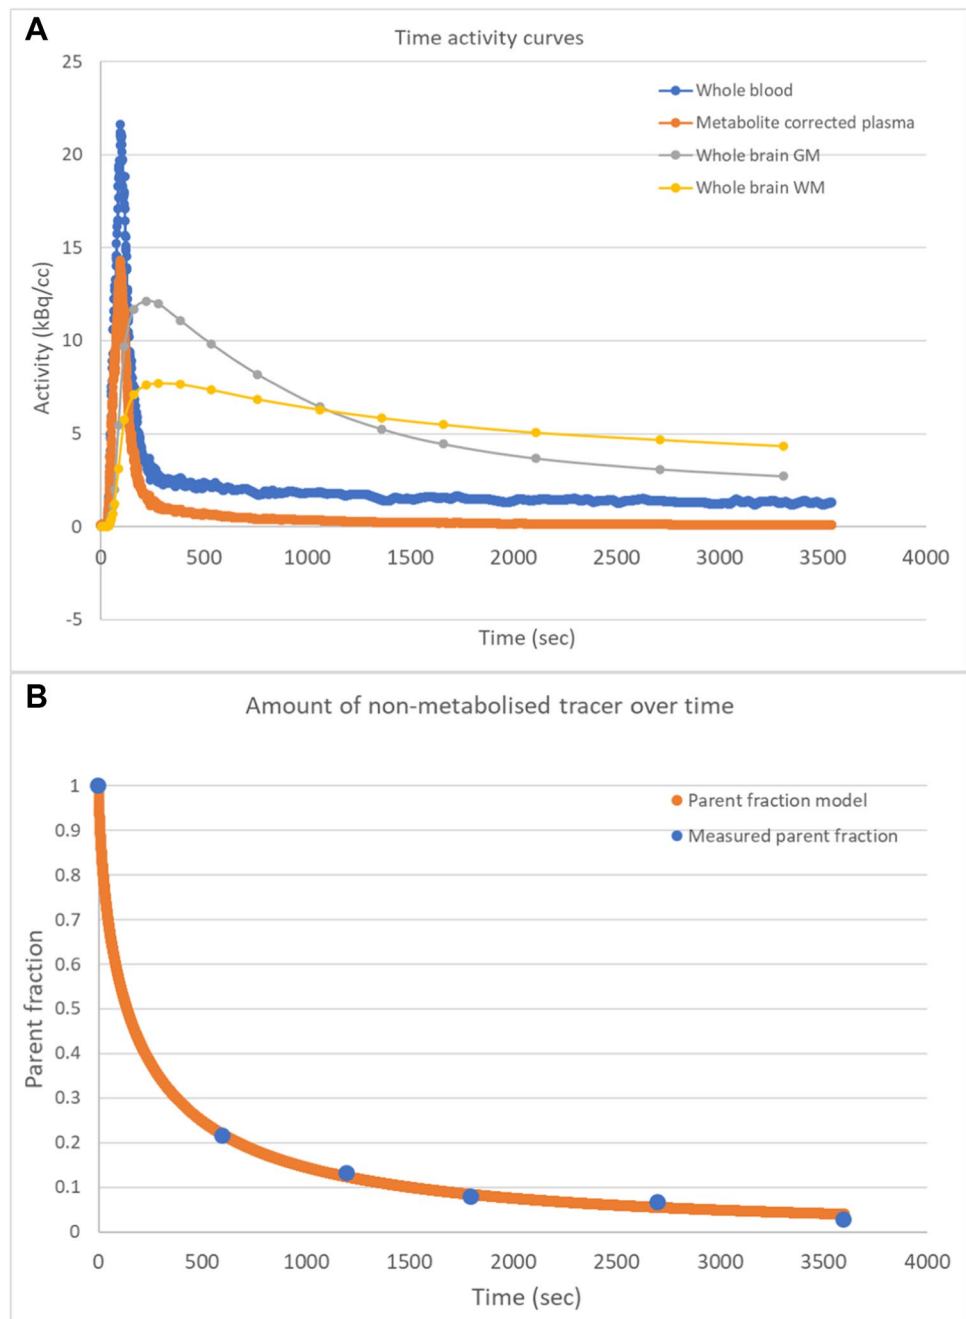 A
Time activity curves
25
20
15
10
5
0
-5
Activity (kBq/cc)
Whole blood
Metabolite corrected plasma
Whole brain GM
Whole brain WM
0 500 1000 1500 2000 2500 3000 3500 4000
Time (sec)
B
Amount of non-metabolised tracer over time
1
0.9
0.8
0.7
0.6
0.5
0.4
0.3
0.2
0.1
0
Parent fraction
Parent fraction model
Measured parent fraction
0 500 1000 1500 2000 2500 3000 3500 4000
Time (sec)